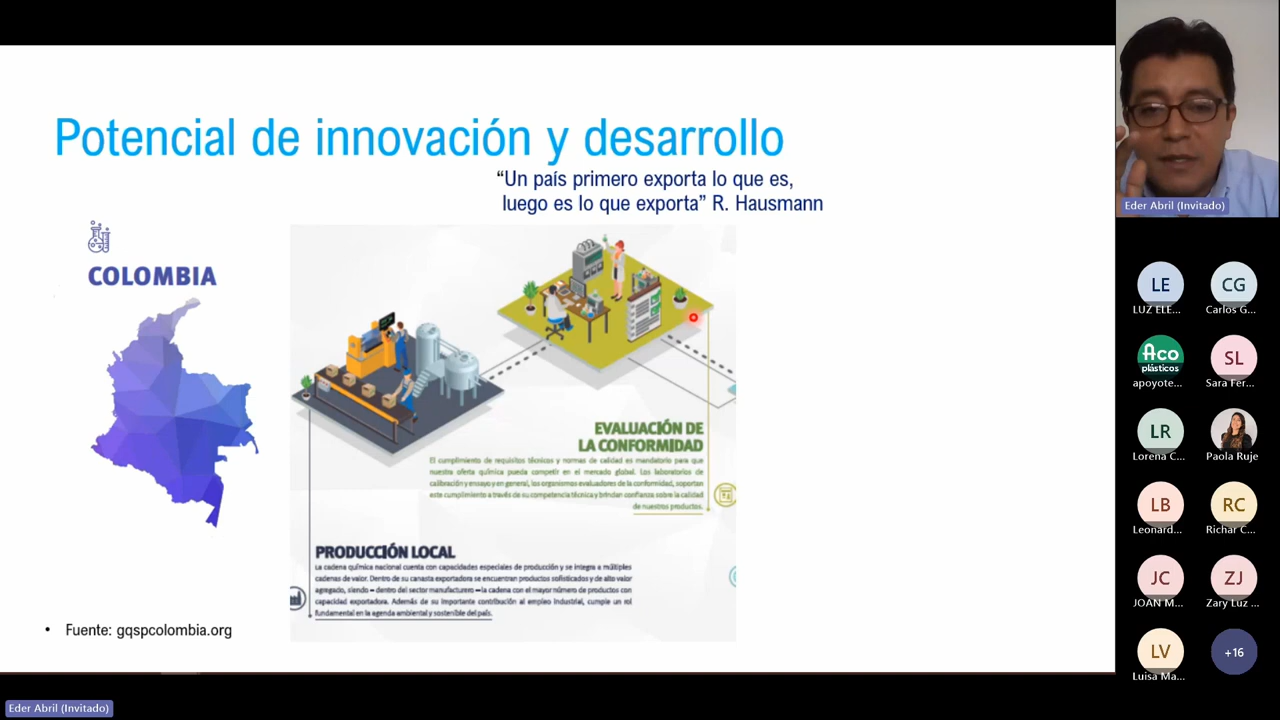 Potencial de innovación y desarrollo
“Un país primero exporta lo que es,
luego es lo que exporta” R. Hausmann
COLOMBIA
EVALUACIÓN DE
LA CONFORMIDAD
El cumplimiento de requisitos técnicos y normas de calidad es mandatorio para que
nuestra oferta química pueda competir en el mercado global. Los laboratorios de
calibración y ensayo y en general, los organismos evaluadores de la conformidad, soportan
este cumplimiento a través de su competencia técnica y brindan confianza sobre la calidad
de nuestros productos.
PRODUCCIÓN LOCAL
La cadena química nacional cuenta con capacidades especiales de producción y se integra a múltiples
cadenas de valor. Dentro de su canasta exportadora se encuentran productos sofisticados y de alto valor
agregado, siendo – dentro del sector manufacturero – la cadena con el mayor número de productos con
capacidad exportadora. Además de su importante contribución al empleo industrial, cumple un rol
fundamental en la agenda ambiental y sostenible del país.
• Fuente: gqspcolombia.org
Eder Abril (Invitado)
Eder Abril (Invitado)
LE
LUZ ELE...
CG
Carlos G...
Aco
plásticos
apoyote...
SL
Sara Fer...
LR
Lorena C...
Paola Ruje
LB
Leonard...
RC
Richar C...
JC
JOAN M...
ZJ
Zary Luz ...
LV
Luisa Ma...
+16